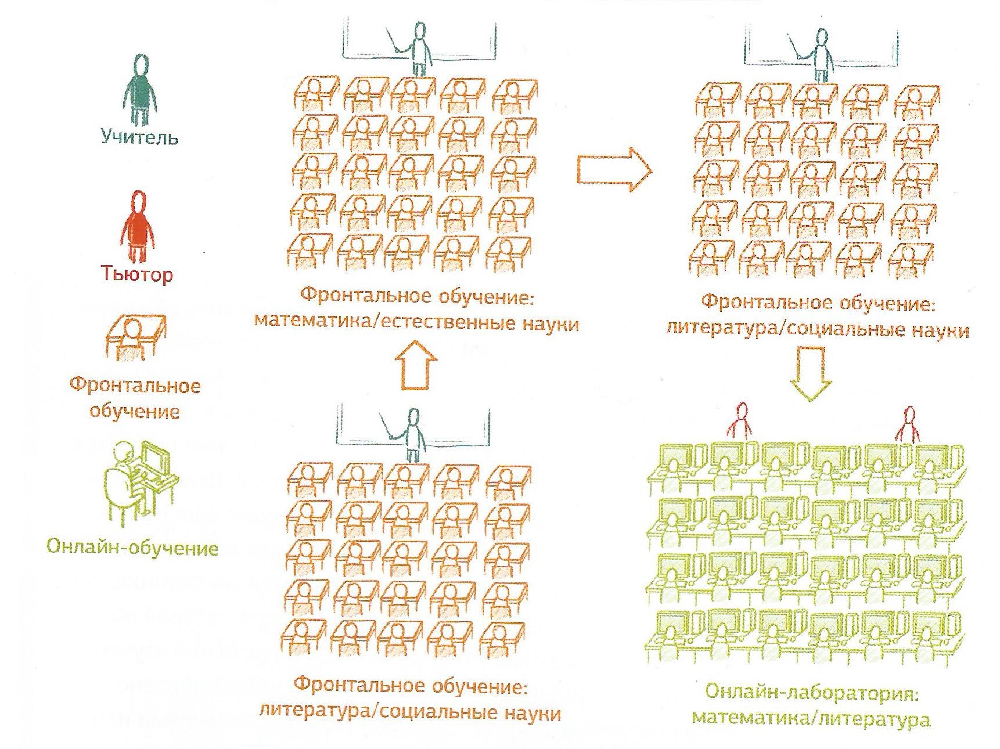 Учитель
Тьютор
Фронтальное
обучение
Онлайн-обучение
Фронтальное обучение:
математика/естественные науки
Фронтальное обучение:
литература/социальные науки
Фронтальное обучение:
литература/социальные науки
Онлайн-лаборатория:
математика/литература